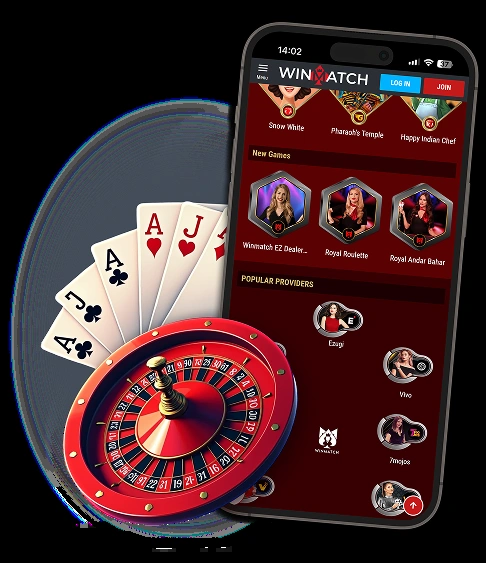 14:02
37
Menu
WINMATCH
LOG IN
JOIN
Snow White
Pharaoh's Temple
Happy Indian Chef
New Games
Winmatch EZ Dealer...
Royal Roulette
Royal Andar Bahar
POPULAR PROVIDERS
Ezugi
Vivo
7mojos
WINMATCH
A
J
A
A
J